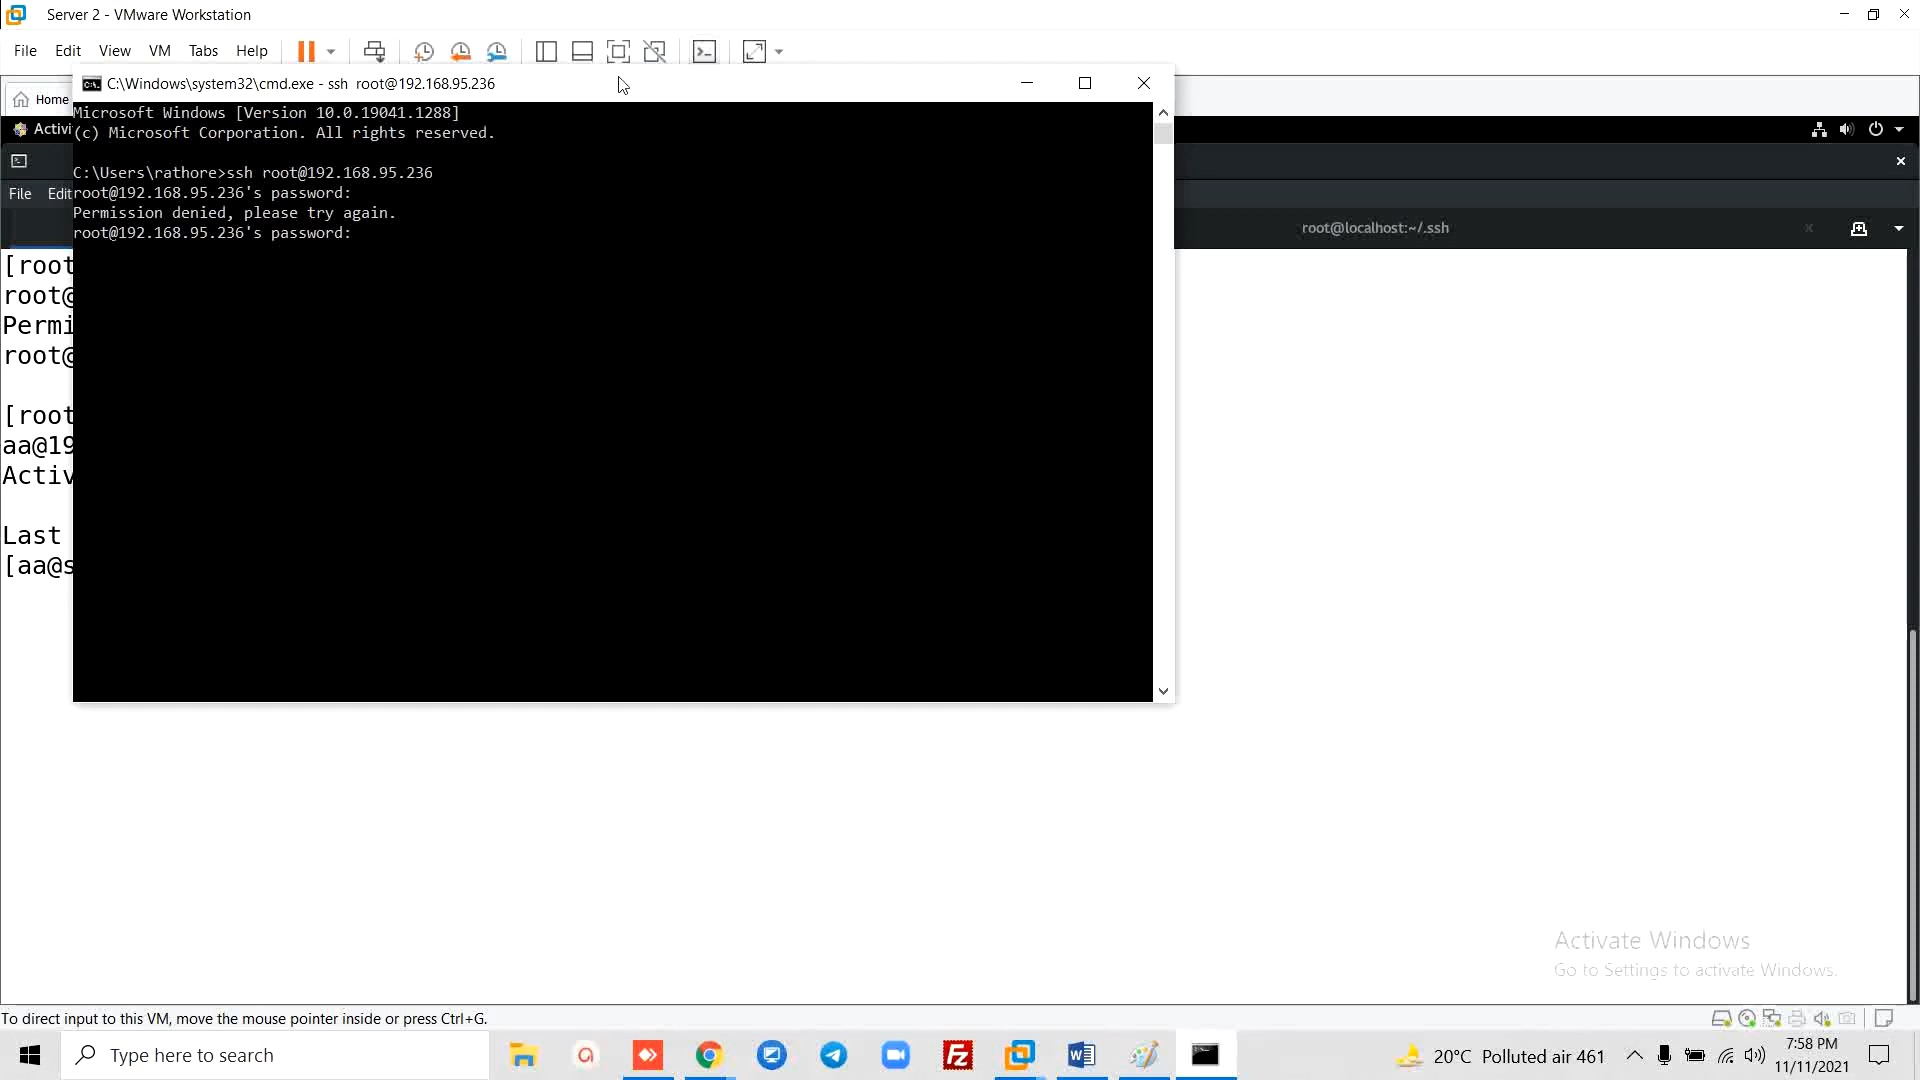 Server 2 - VMware Workstation
File Edit View VM Tabs Help
C:\Windows\system32\cmd.exe - ssh root@192.168.95.236
Home
Microsoft Windows [Version 10.0.19041.1288]
(c) Microsoft Corporation. All rights reserved.
Activi
C:\Users\rathore>ssh root@192.168.95.236
root@192.168.95.236's password:
Permission denied, please try again.
root@192.168.95.236's password:
File Edit
root@localhost:~/.ssh
[root
root@
Permi
root@
[root
aa@19
Activ
Last
[aa@s
Activate Windows
Go to Settings to activate Windows.
To direct input to this VM, move the mouse pointer inside or press Ctrl+G.
Type here to search
20°C Polluted air 461
7:58 PM
11/11/2021